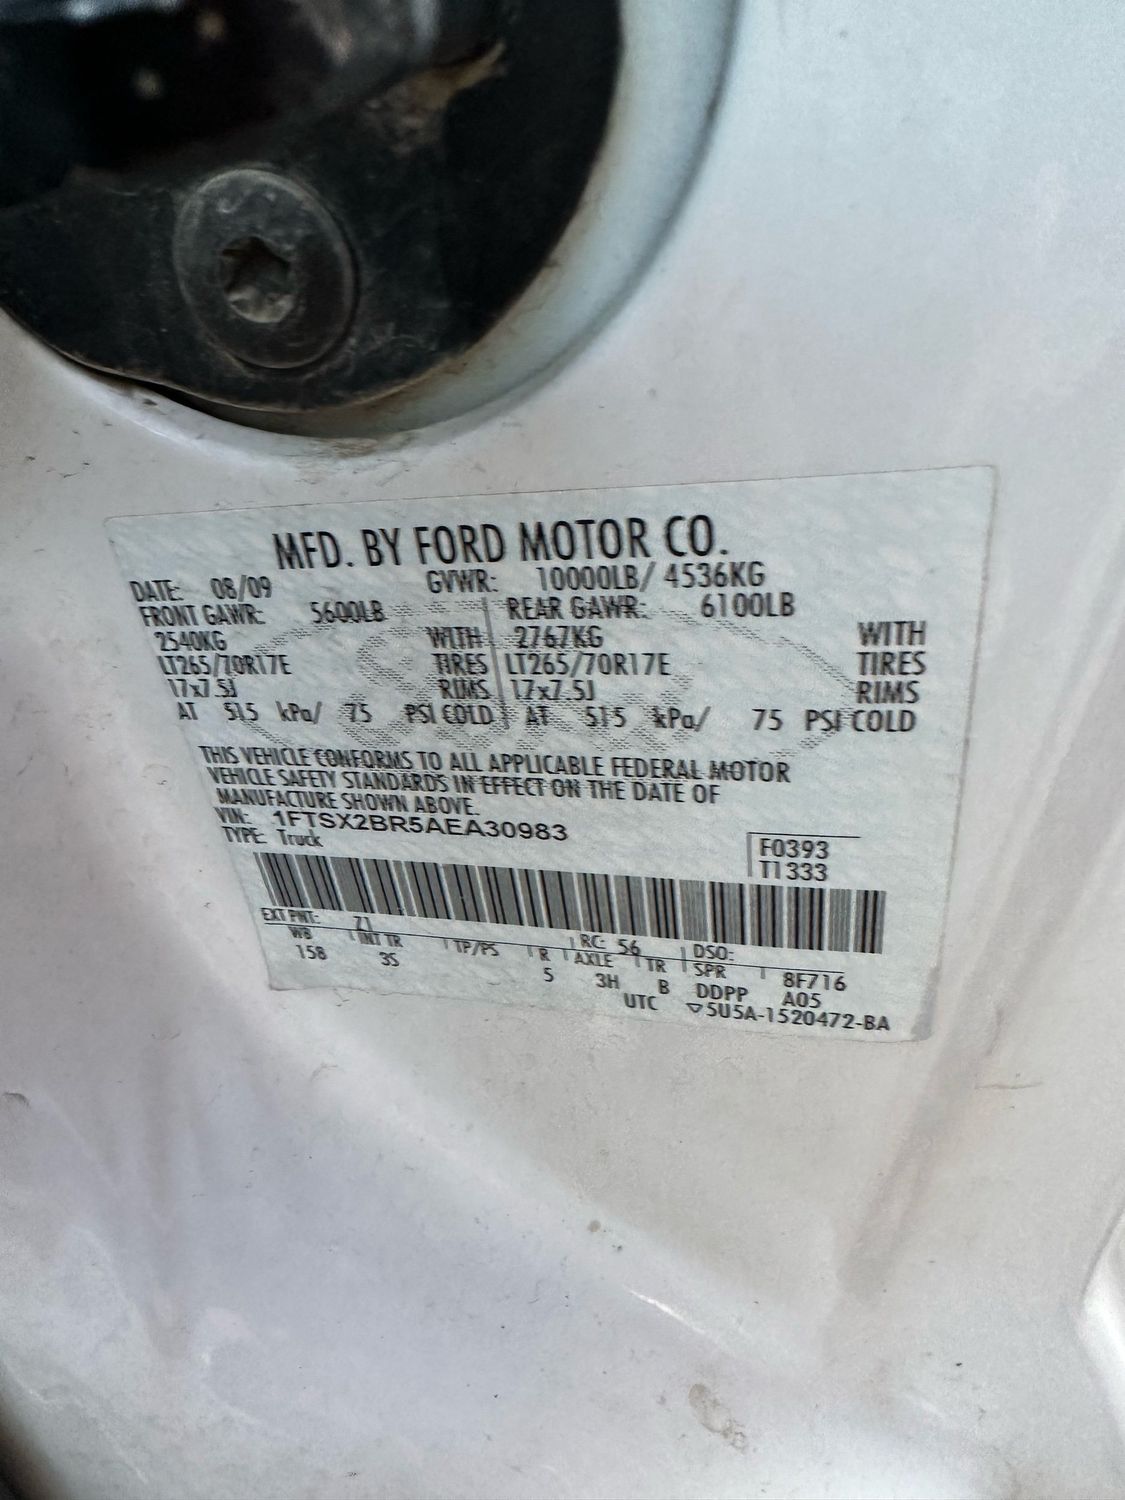 MFD. BY FORD MOTOR CO.
DATE: 08/09 GVWR: 10000LB/ 4536KG
FRONT GAWR: 5600LB REAR GAWR: 6100LB
2540KG WITH 2767KG WITH
LT265/70R17E TIRES LT265/70R17E TIRES
17x7.5J RIMS 17x7.5J RIMS
AT 515 kPa/ 75 PSI COLD AT 515 kPa/ 75 PSI COLD
THIS VEHICLE CONFORMS TO ALL APPLICABLE FEDERAL MOTOR
VEHICLE SAFETY STANDARDS IN EFFECT ON THE DATE OF
MANUFACTURE SHOWN ABOVE.
VIN: 1FTSX2BR5AEA30983
TYPE: Truck
F0393
T1333
EXT PNT: Z1 RC: 56 DSO:
WB INT TR TP/PS R AXLE TR SPR 8F716
158 3S 5 3H B DDPP A05
UTC ▽5U5A-1520472-BA